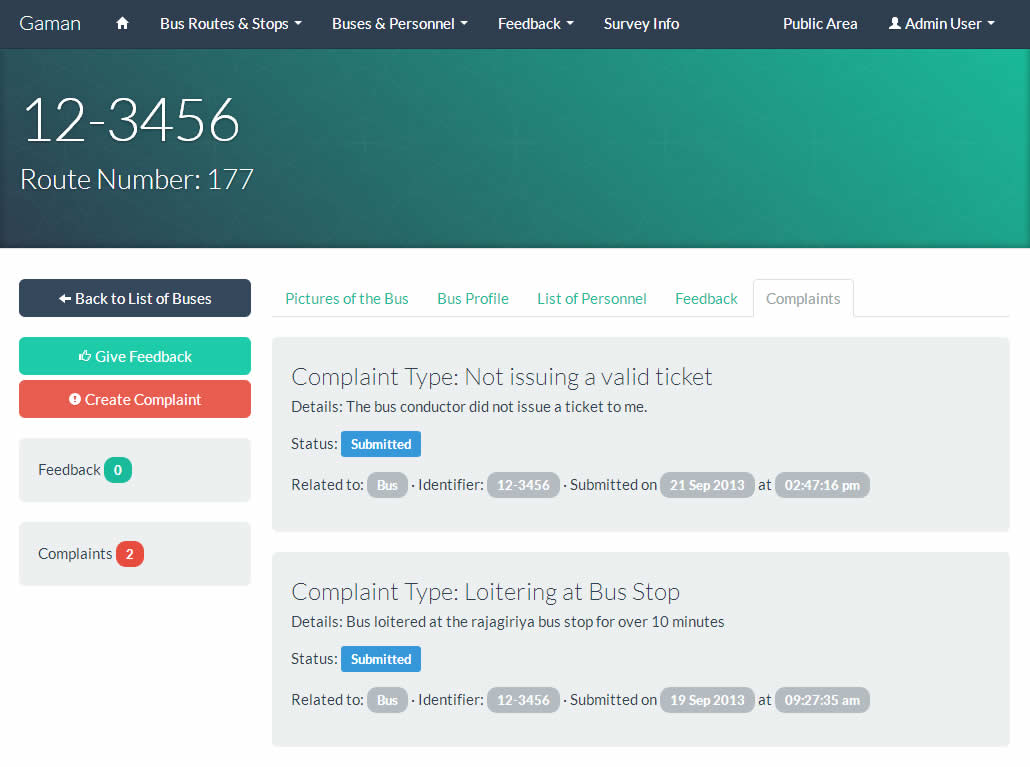 Gaman Bus Routes & Stops Buses & Personnel Feedback Survey Info Public Area Admin User
12-3456
Route Number: 177
Back to List of Buses
Give Feedback
Create Complaint
Feedback 0
Complaints 2
Pictures of the Bus Bus Profile List of Personnel Feedback Complaints
Complaint Type: Not issuing a valid ticket
Details: The bus conductor did not issue a ticket to me.
Status: Submitted
Related to: Bus · Identifier: 12-3456 · Submitted on 21 Sep 2013 at 02:47:16 pm
Complaint Type: Loitering at Bus Stop
Details: Bus loitered at the rajagiriya bus stop for over 10 minutes
Status: Submitted
Related to: Bus · Identifier: 12-3456 · Submitted on 19 Sep 2013 at 09:27:35 am